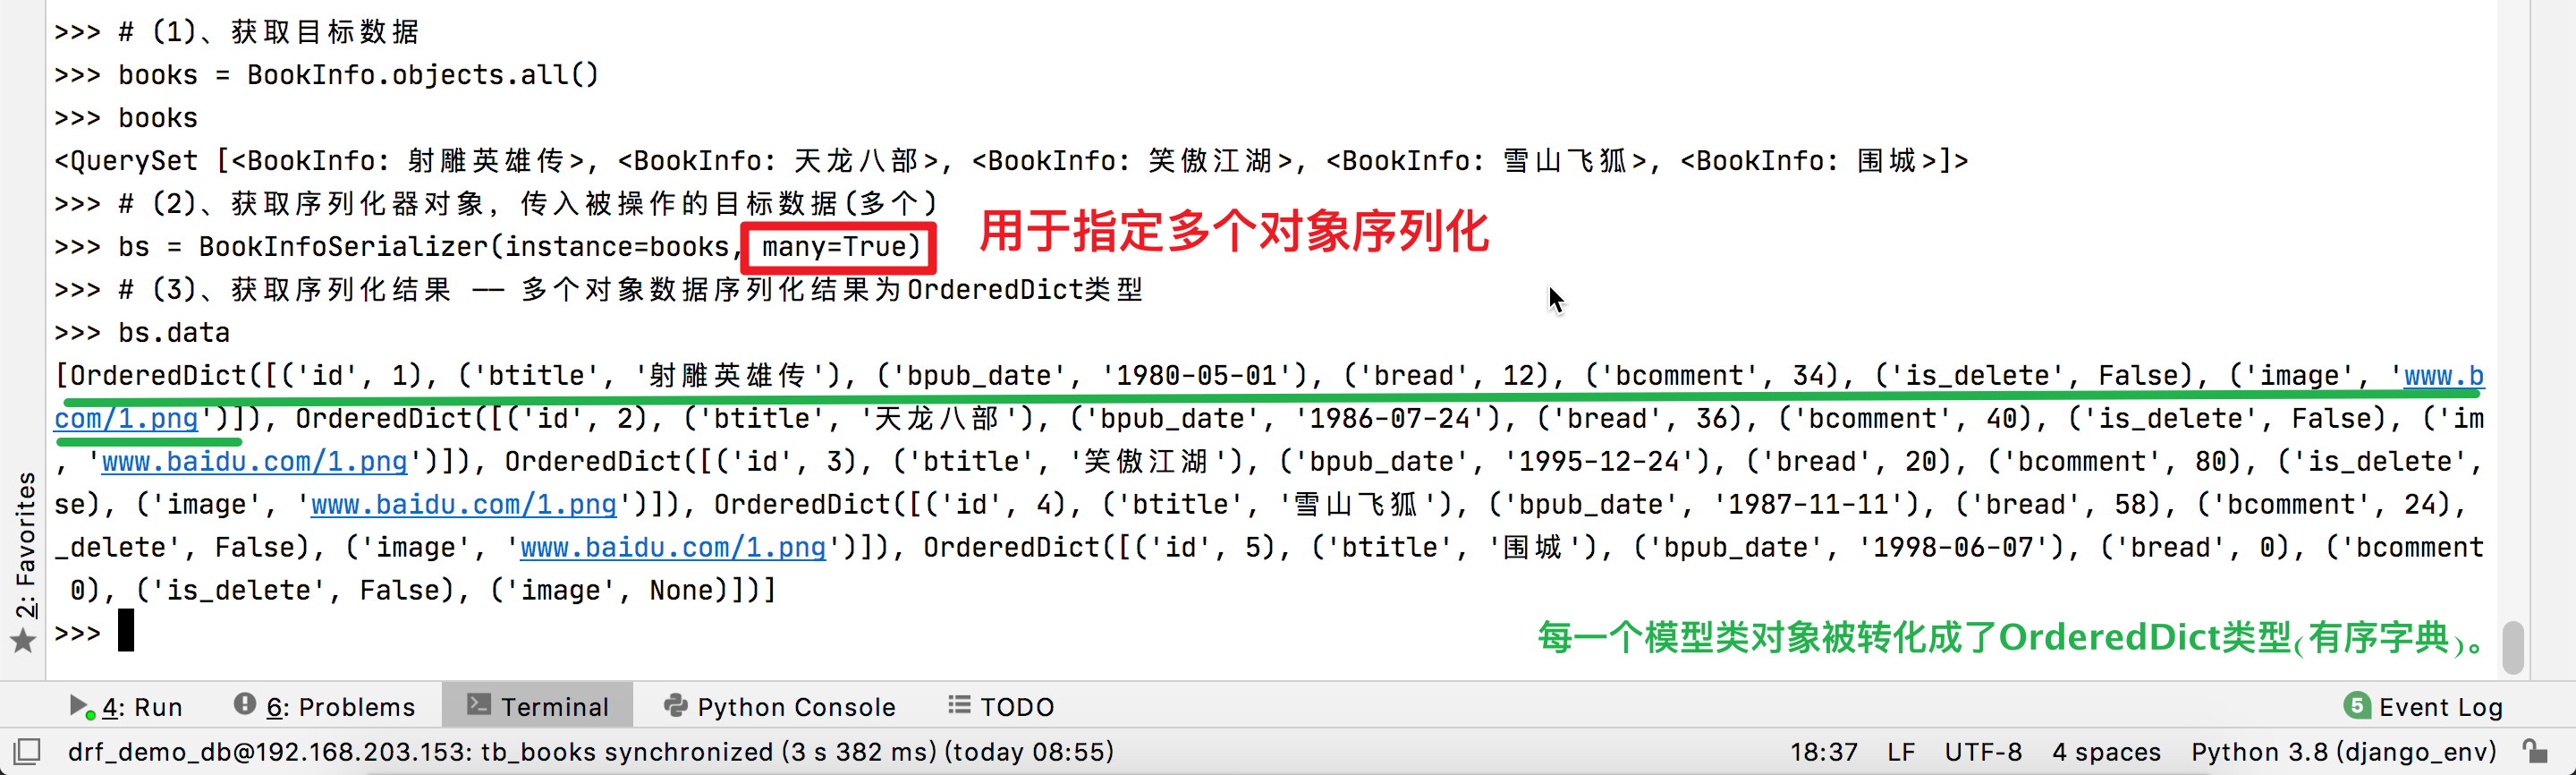 >>> # (1)、获取目标数据
>>> books = BookInfo.objects.all()
>>> books
<QuerySet [<BookInfo: 射雕英雄传>, <BookInfo: 天龙八部>, <BookInfo: 笑傲江湖>, <BookInfo: 雪山飞狐>, <BookInfo: 围城>]>
>>> # (2)、获取序列化器对象, 传入被操作的目标数据(多个)
用于指定多个对象序列化
>>> bs = BookInfoSerializer(instance=books, many=True)
>>> # (3)、获取序列化结果 —— 多个对象数据序列化结果为OrderedDict类型
>>> bs.data
[OrderedDict([('id', 1), ('btitle', '射雕英雄传'), ('bpub_date', '1980-05-01'), ('bread', 12), ('bcomment', 34), ('is_delete', False), ('image', 'www.b
com/1.png')]), OrderedDict([('id', 2), ('btitle', '天龙八部'), ('bpub_date', '1986-07-24'), ('bread', 36), ('bcomment', 40), ('is_delete', False), ('im
, 'www.baidu.com/1.png')]), OrderedDict([('id', 3), ('btitle', '笑傲江湖'), ('bpub_date', '1995-12-24'), ('bread', 20), ('bcomment', 80), ('is_delete',
se), ('image', 'www.baidu.com/1.png')]), OrderedDict([('id', 4), ('btitle', '雪山飞狐'), ('bpub_date', '1987-11-11'), ('bread', 58), ('bcomment', 24),
_delete', False), ('image', 'www.baidu.com/1.png')]), OrderedDict([('id', 5), ('btitle', '围城'), ('bpub_date', '1998-06-07'), ('bread', 0), ('bcomment
0), ('is_delete', False), ('image', None)])]
>>>
每一个模型类对象被转化成了OrderedDict类型(有序字典)。
2: Favorites
4: Run 6: Problems Terminal Python Console TODO 5 Event Log
drf_demo_db@192.168.203.153: tb_books synchronized (3 s 382 ms) (today 08:55) 18:37 LF UTF-8 4 spaces Python 3.8 (django_env)